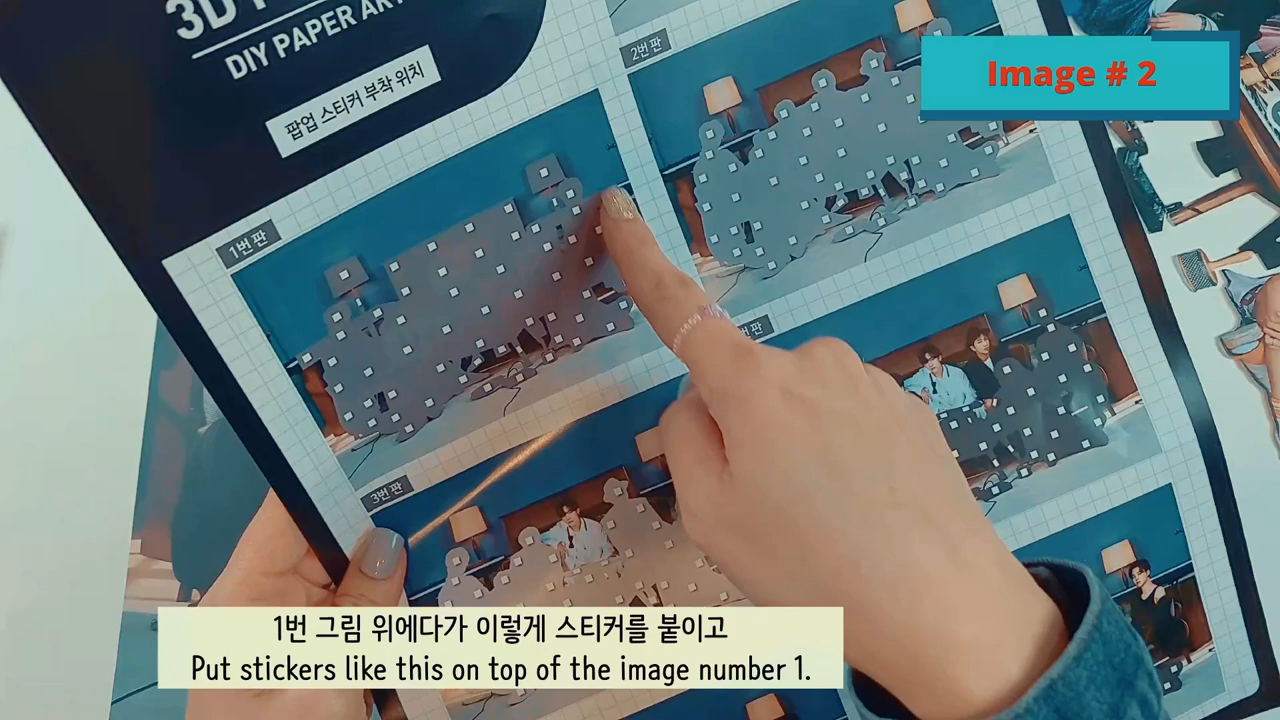 3D
DIY PAPER ART
팝업 스티커 부착 위치
1번 판
2번 판
3번 판
번 판
Image # 2
1번 그림 위에다가 이렇게 스티커를 붙이고
Put stickers like this on top of the image number 1.